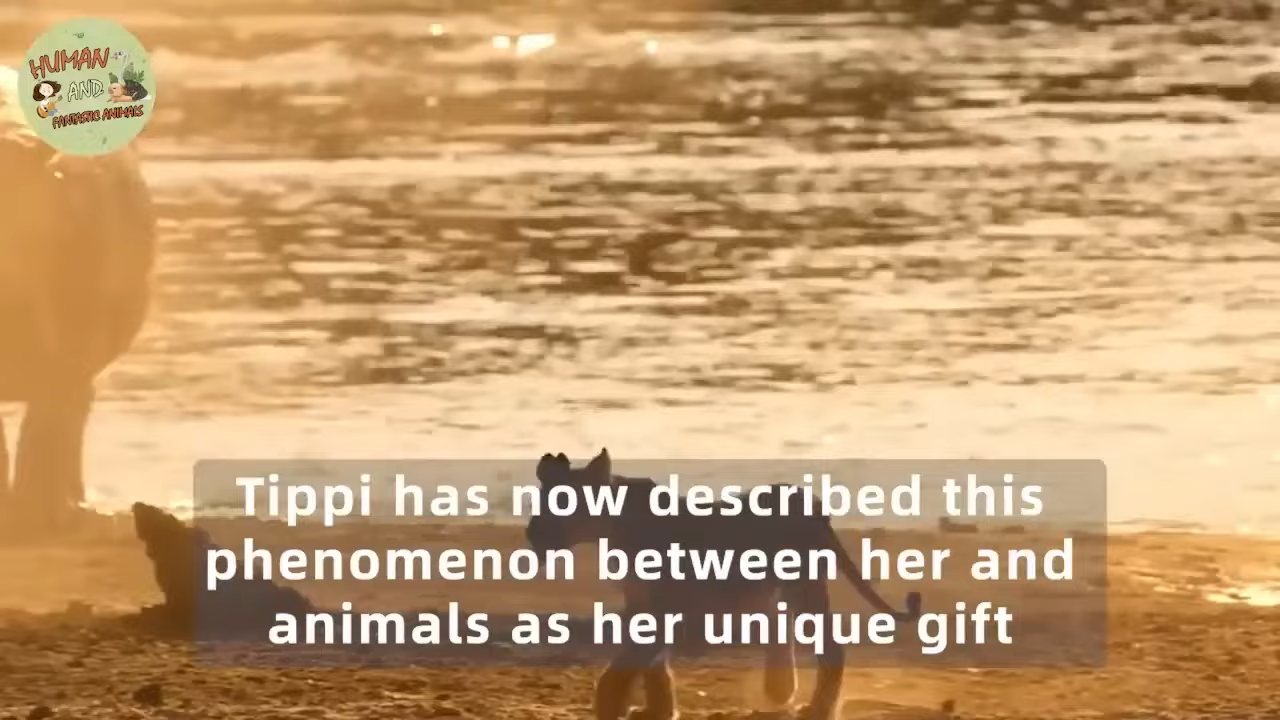 HUMAN
AND
FANTASTIC ANIMALS
Tippi has now described this
phenomenon between her and
animals as her unique gift